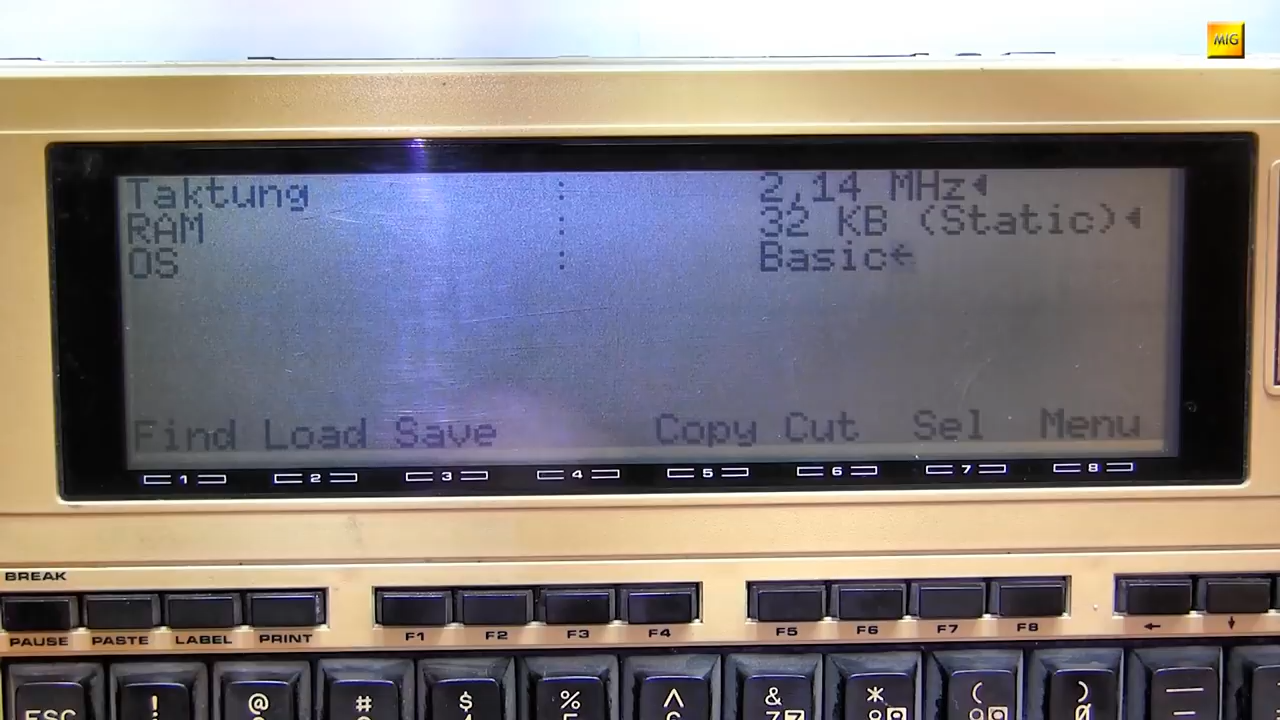 MIG
Taktung : 2,14 MHz
RAM : 32 KB (Static)
OS : Basic
Find Load Save Copy Cut Sel Menu
1 2 3 4 5 6 7 8
BREAK
PAUSE PASTE LABEL PRINT F1 F2 F3 F4 F5 F6 F7 F8 ← ↓
ESC ! @ # $ % ^ & * ( )